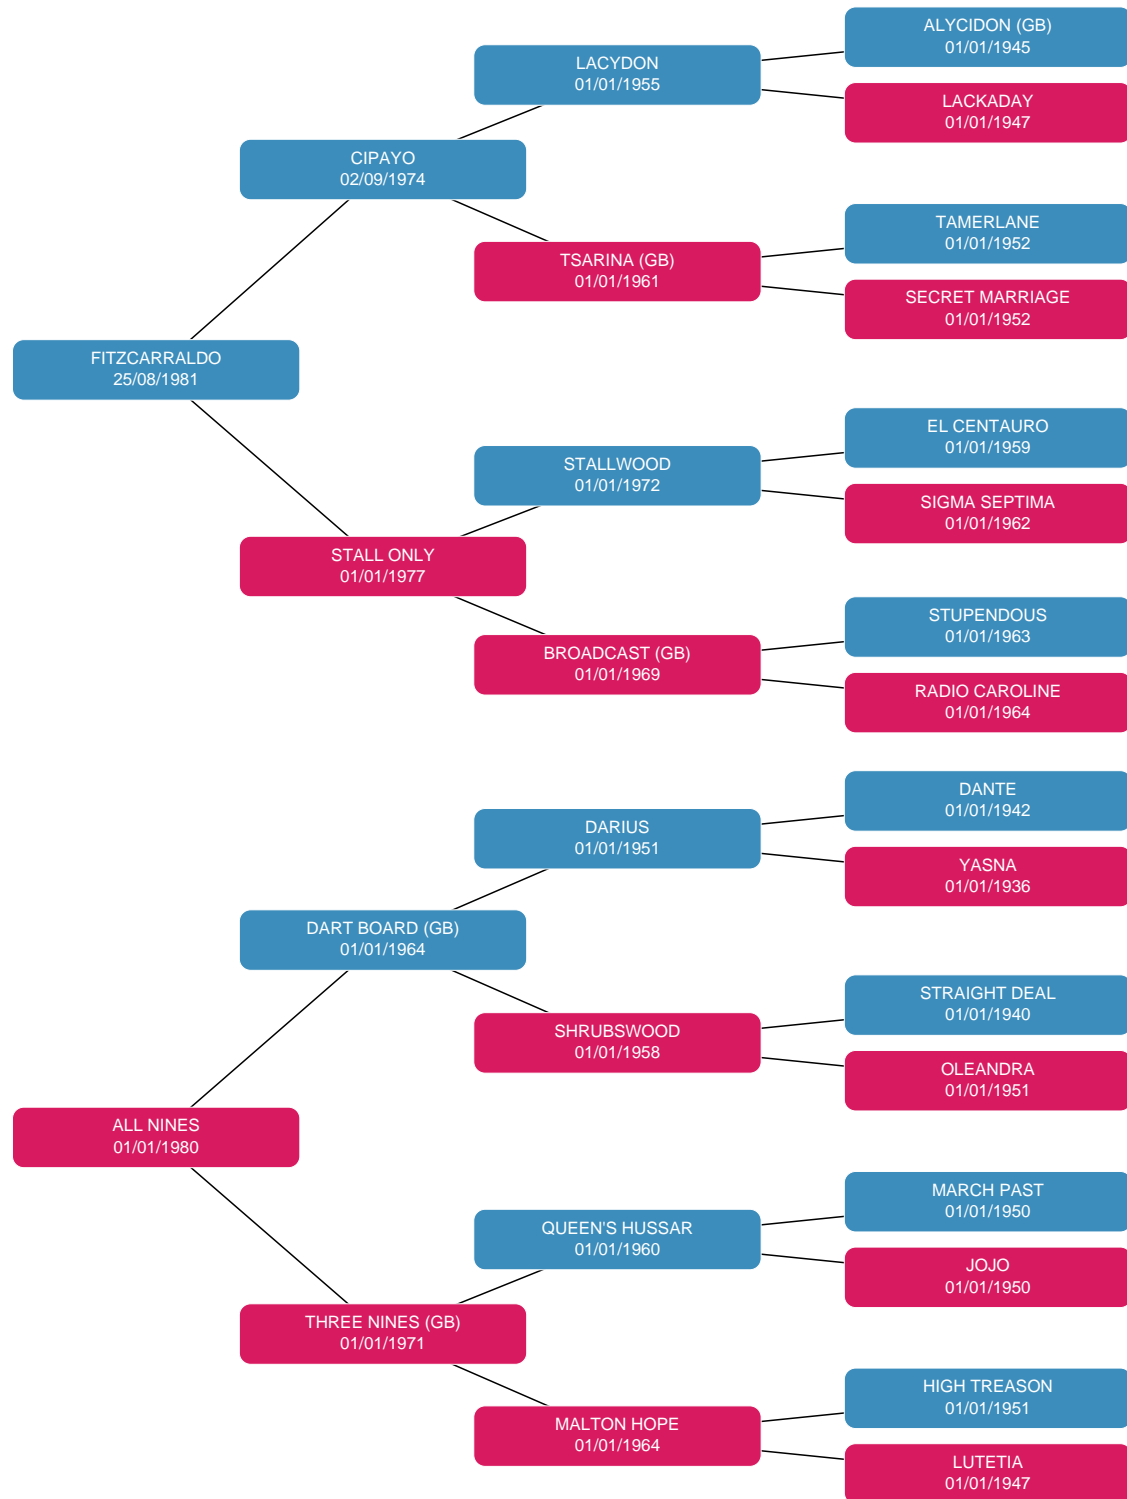 ALYCIDON (GB)
01/01/1945
LACYDON
01/01/1955
LACKADAY
01/01/1947
CIPAYO
02/09/1974
TAMERLANE
01/01/1952
TSARINA (GB)
01/01/1961
SECRET MARRIAGE
01/01/1952
FITZCARRALDO
25/08/1981
EL CENTAURO
01/01/1959
STALLWOOD
01/01/1972
SIGMA SEPTIMA
01/01/1962
STALL ONLY
01/01/1977
STUPENDOUS
01/01/1963
BROADCAST (GB)
01/01/1969
RADIO CAROLINE
01/01/1964
DANTE
01/01/1942
DARIUS
01/01/1951
YASNA
01/01/1936
DART BOARD (GB)
01/01/1964
STRAIGHT DEAL
01/01/1940
SHRUBSWOOD
01/01/1958
OLEANDRA
01/01/1951
ALL NINES
01/01/1980
MARCH PAST
01/01/1950
QUEEN'S HUSSAR
01/01/1960
JOJO
01/01/1950
THREE NINES (GB)
01/01/1971
HIGH TREASON
01/01/1951
MALTON HOPE
01/01/1964
LUTETIA
01/01/1947